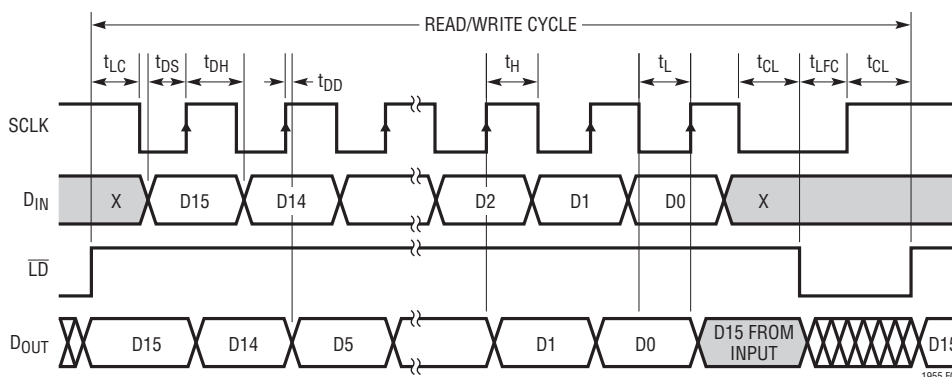 READ/WRITE CYCLE
tLC tDS tDH tDD tH tL tCL tLFC tCL
SCLK
DIN X D15 D14 D2 D1 D0 X
LD
DOUT D15 D14 D5 D1 D0 D15 FROM INPUT D15